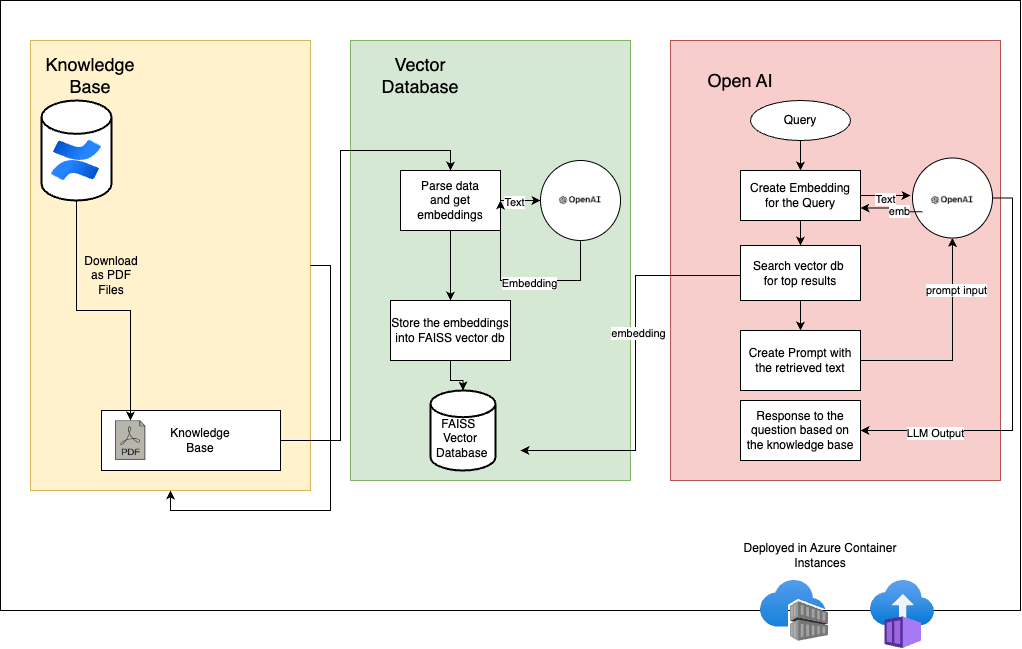 Knowledge
Base
Download
as PDF
Files
PDF
Knowledge
Base
Vector
Database
Parse data
and get
embeddings
Text
OpenAI
Embedding
Store the embeddings
into FAISS vector db
FAISS
Vector
Database
embedding
Open AI
Query
Create Embedding
for the Query
Text
emb
OpenAI
Search vector db
for top results
prompt input
Create Prompt with
the retrieved text
Response to the
question based on
the knowledge base
LLM Output
Deployed in Azure Container
Instances